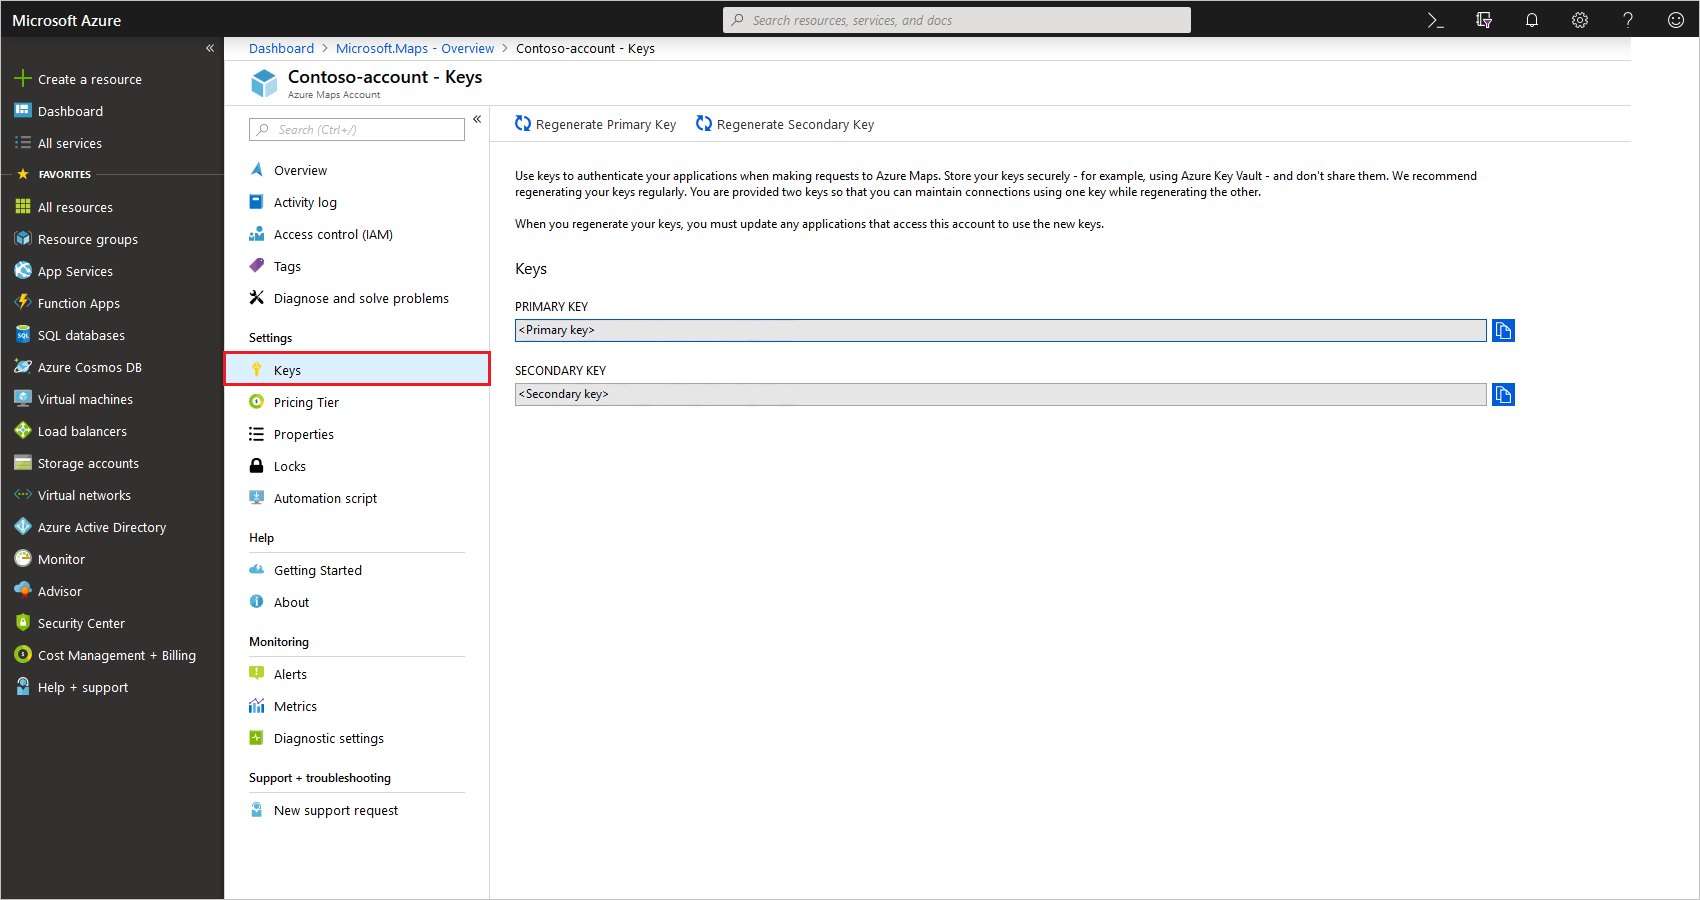 Microsoft Azure
Search resources, services, and docs
Create a resource
Dashboard
All services
FAVORITES
All resources
Resource groups
App Services
Function Apps
SQL databases
Azure Cosmos DB
Virtual machines
Load balancers
Storage accounts
Virtual networks
Azure Active Directory
Monitor
Advisor
Security Center
Cost Management + Billing
Help + support
Dashboard > Microsoft.Maps - Overview > Contoso-account - Keys
Contoso-account - Keys
Azure Maps Account
Search (Ctrl+/)
Overview
Activity log
Access control (IAM)
Tags
Diagnose and solve problems
Settings
Keys
Pricing Tier
Properties
Locks
Automation script
Help
Getting Started
About
Monitoring
Alerts
Metrics
Diagnostic settings
Support + troubleshooting
New support request
Regenerate Primary Key Regenerate Secondary Key
Use keys to authenticate your applications when making requests to Azure Maps. Store your keys securely - for example, using Azure Key Vault - and don't share them. We recommend
regenerating your keys regularly. You are provided two keys so that you can maintain connections using one key while regenerating the other.
When you regenerate your keys, you must update any applications that access this account to use the new keys.
Keys
PRIMARY KEY
<Primary key>
SECONDARY KEY
<Secondary key>